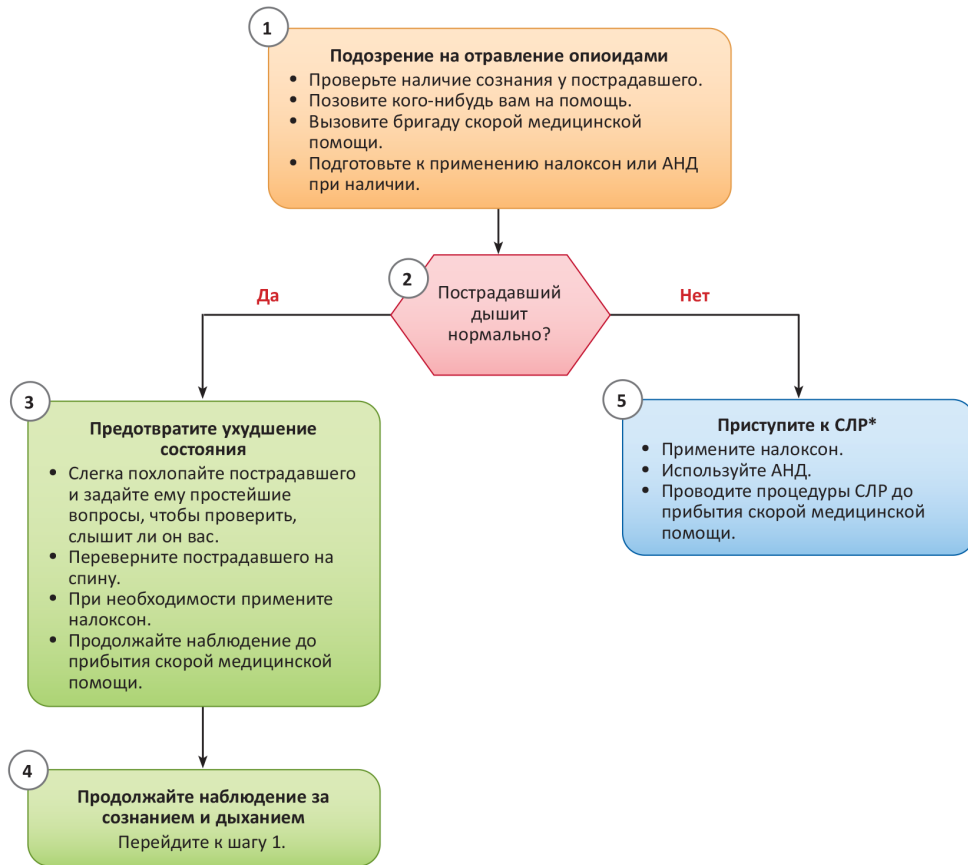 1
Подозрение на отравление опиоидами
• Проверьте наличие сознания у пострадавшего.
• Позовите кого-нибудь вам на помощь.
• Вызовите бригаду скорой медицинской
помощи.
• Подготовьте к применению налоксон или АНД
при наличии.
2
Пострадавший
дышит
нормально?
Да
Нет
3
Предотвратите ухудшение
состояния
• Слегка похлопайте пострадавшего
и задайте ему простейшие
вопросы, чтобы проверить,
слышит ли он вас.
• Переверните пострадавшего на
спину.
• При необходимости примените
налоксон.
• Продолжайте наблюдение до
прибытия скорой медицинской
помощи.
4
Продолжайте наблюдение за
сознанием и дыханием
Перейдите к шагу 1.
5
Приступите к СЛР*
• Примените налоксон.
• Используйте АНД.
• Проводите процедуры СЛР до
прибытия скорой медицинской
помощи.